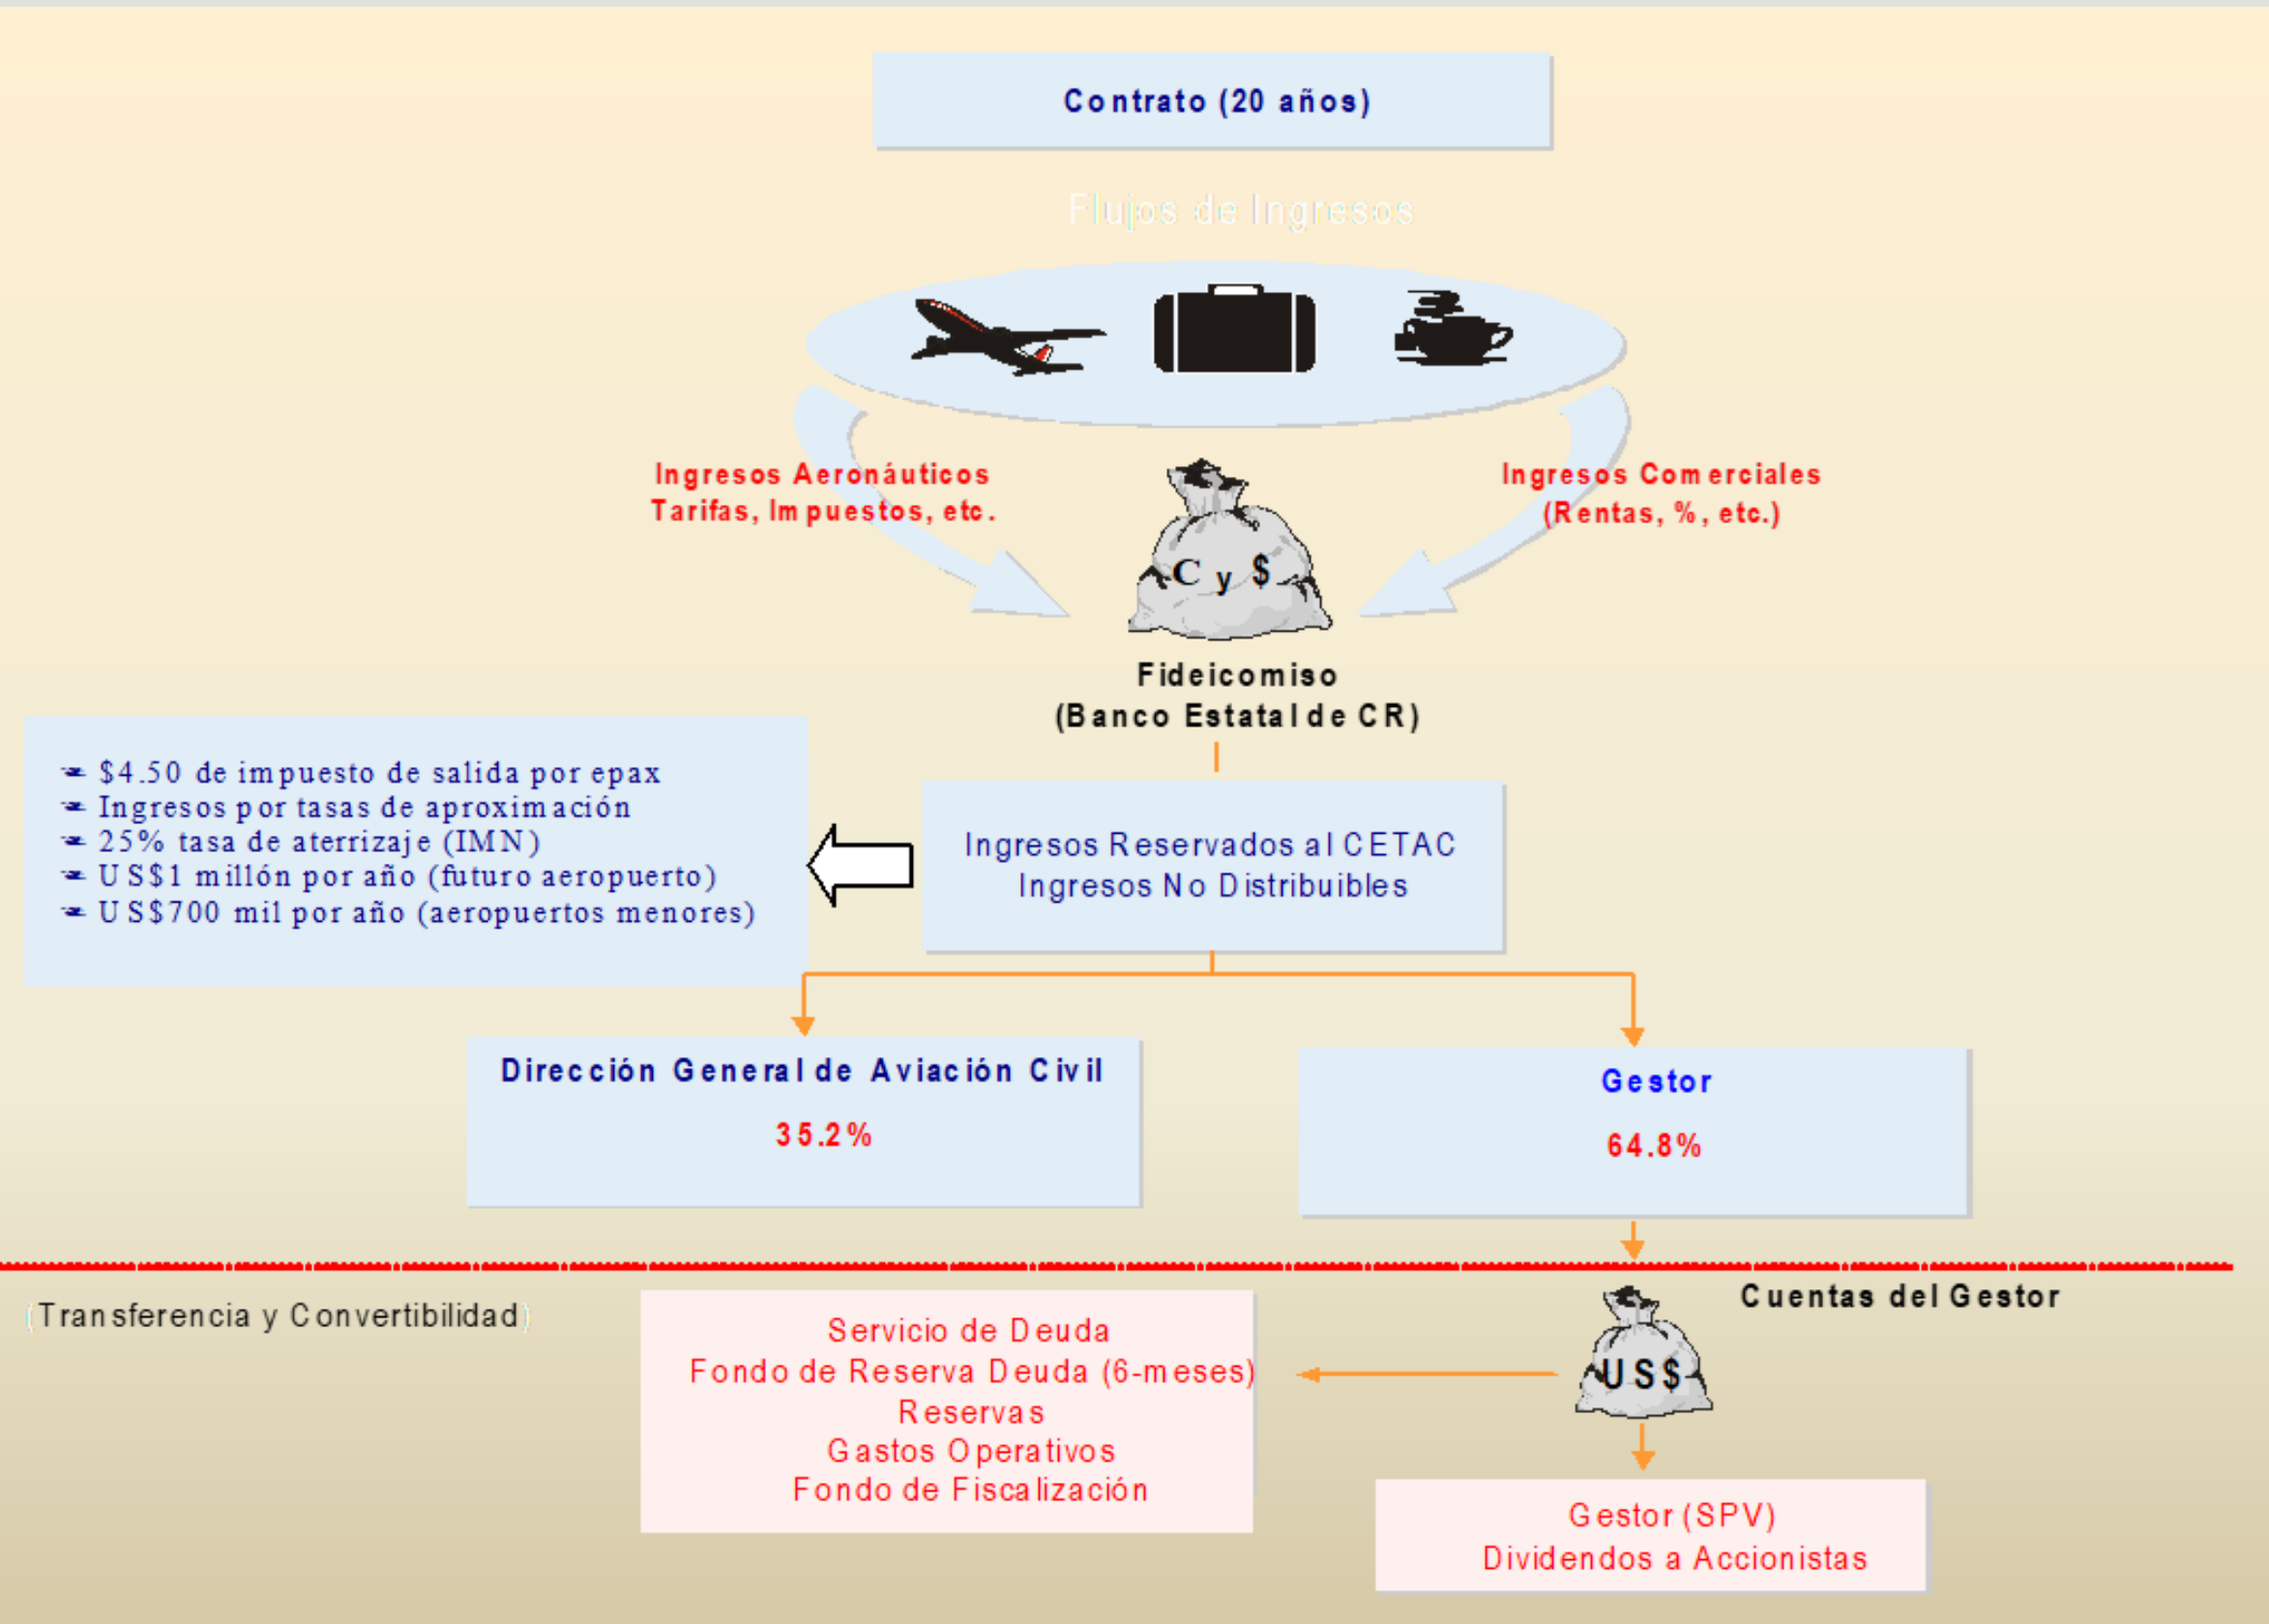 Contrato (20 años)
Flujos de Ingresos
Ingresos Aeronáuticos
Tarifas, Impuestos, etc.
Ingresos Comerciales
(Rentas, %, etc.)
C y $
Fideicomiso
(Banco Estatal de CR)
$4.50 de impuesto de salida por epax
Ingresos por tasas de aproximación
25% tasa de aterrizaje (IMN)
US$1 millón por año (futuro aeropuerto)
US$700 mil por año (aeropuertos menores)
Ingresos Reservados al CETAC
Ingresos No Distribuibles
Dirección General de Aviación Civil
35.2%
Gestor
64.8%
(Transferencia y Convertibilidad)
Cuentas del Gestor
US$
Servicio de Deuda
Fondo de Reserva Deuda (6-meses)
Reservas
Gastos Operativos
Fondo de Fiscalización
Gestor (SPV)
Dividendos a Accionistas